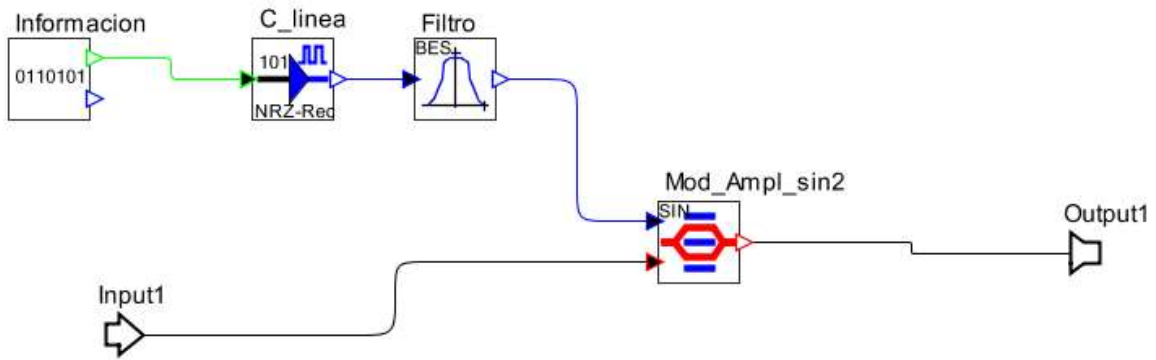 Informacion
C_linea
Filtro
0110101
101
NRZ-Rec
BES
Mod_Ampl_sin2
SIN
Output1
Input1